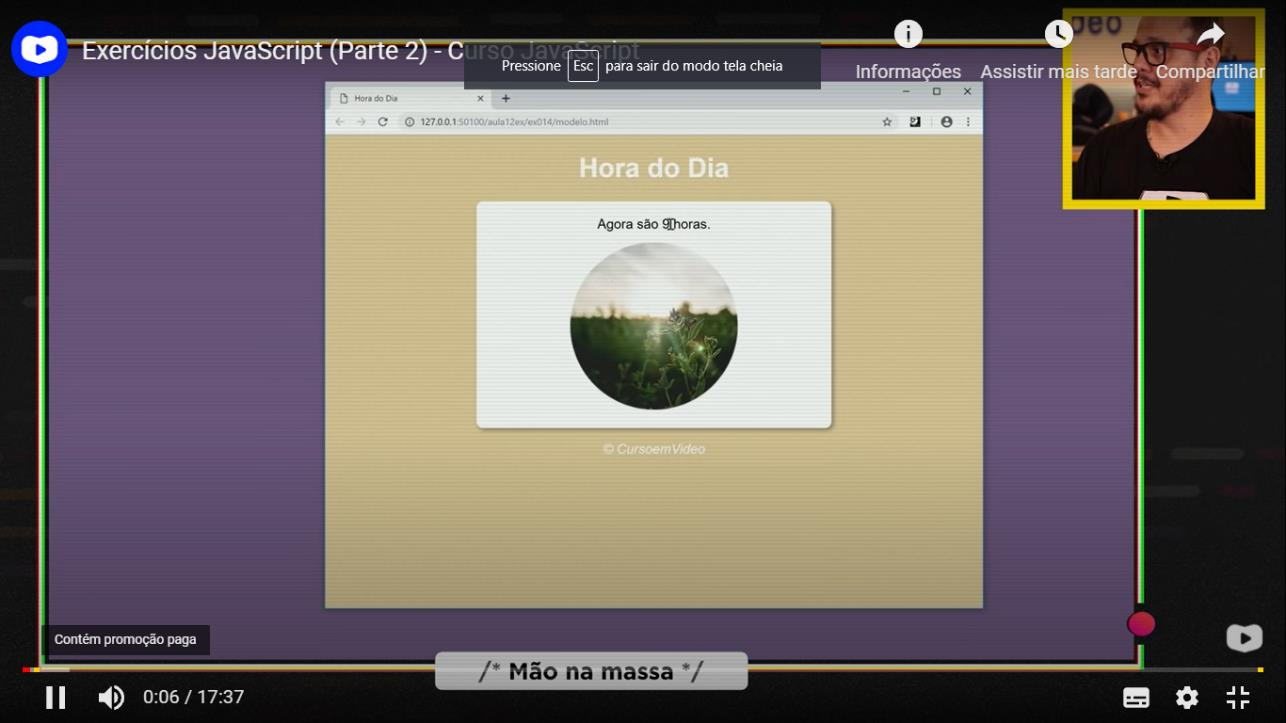 Exercícios JavaScript (Parte 2) - Curso JavaScript
Pressione Esc para sair do modo tela cheia
Informações
Assistir mais tarde
Compartilhar
Hora do Dia
127.0.0.1:50100/aula12ex/ex014/modelo.html
Hora do Dia
Agora são 9 horas.
© CursoemVideo
Contém promoção paga
/* Mão na massa */
0:06 / 17:37